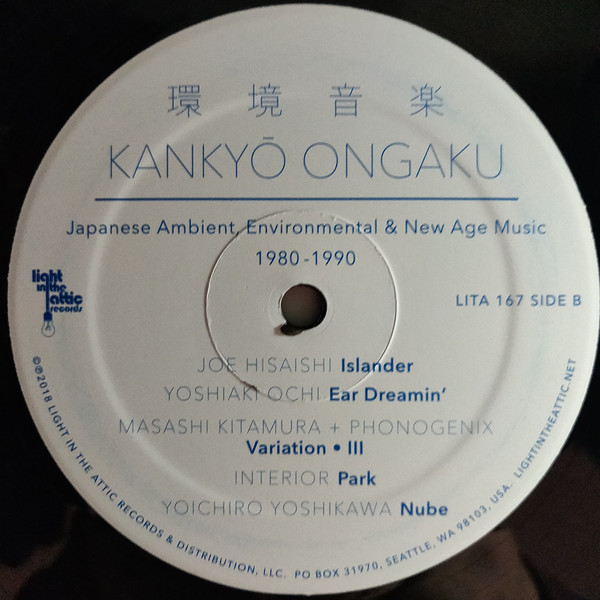 環境音楽
KANKYŌ ONGAKU
Japanese Ambient, Environmental & New Age Music
1980-1990
light
in the
attic
records
LITA 167 SIDE B
JOE HISAISHI Islander
YOSHIAKI OCHI Ear Dreamin'
MASASHI KITAMURA + PHONOGENIX
Variation • III
INTERIOR Park
YOICHIRO YOSHIKAWA Nube
©℗2018 LIGHT IN THE ATTIC RECORDS & DISTRIBUTION, LLC. PO BOX 31970, SEATTLE, WA 98103, USA. LIGHTINTHEATTIC.NET